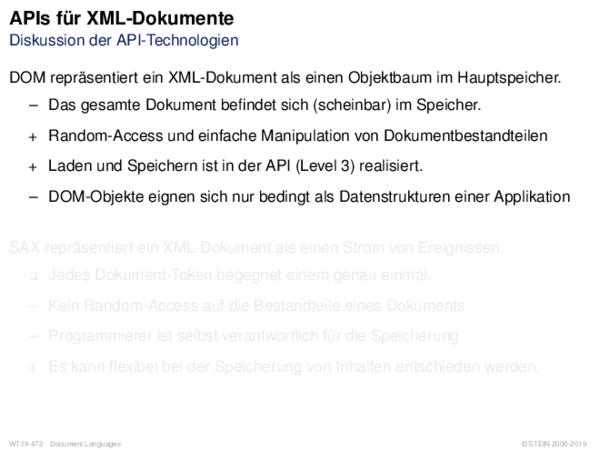 APIs für XML-Dokumente
Diskussion der API-Technologien
DOM repräsentiert ein XML-Dokument als einen Objektbaum im Hauptspeicher.
– Das gesamte Dokument befindet sich (scheinbar) im Speicher.
+ Random-Access und einfache Manipulation von Dokumentbestandteilen
+ Laden und Speichern ist in der API (Level 3) realisiert.
– DOM-Objekte eignen sich nur bedingt als Datenstrukturen einer Applikation
SAX repräsentiert ein XML-Dokument als einen Strom von Ereignissen.
❑ Jedes Dokument-Token begegnet einem genau einmal.
– Kein Random-Access auf die Bestandteile eines Dokuments.
– Programmierer ist selbst verantwortlich für die Speicherung
+ Es kann flexibel bei der Speicherung von Inhalten entschieden werden.
WT:III-472 Document Languages © STEIN 2005-2019